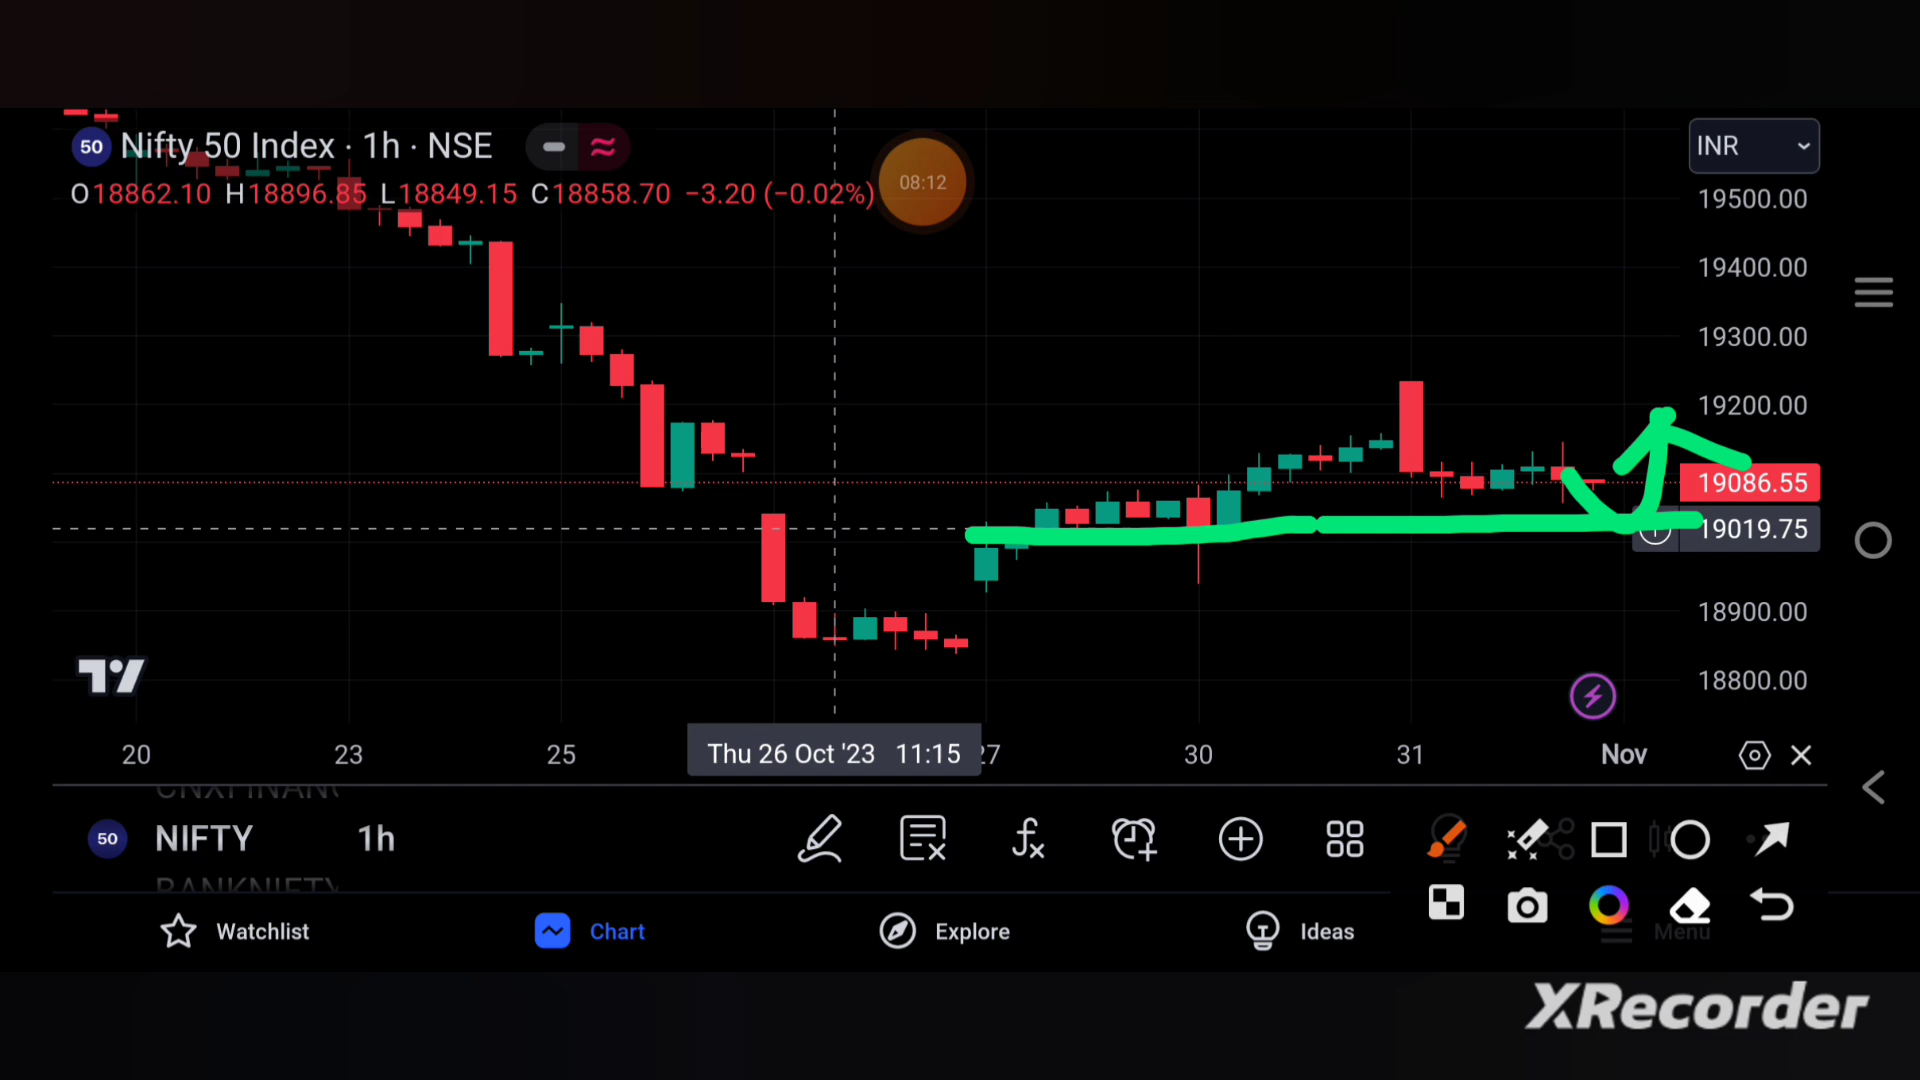 50 Nifty 50 Index · 1h · NSE
O18862.10 H18896.85 L18849.15 C18858.70 −3.20 (−0.02%)
08:12
INR
19500.00
19400.00
19300.00
19200.00
19086.55
19019.75
18900.00
18800.00
20 23 25 Thu 26 Oct '23 11:15 27 30 31 Nov
50 NIFTY 1h
BANKNIFTY
Watchlist Chart Explore Ideas Menu
XRecorder